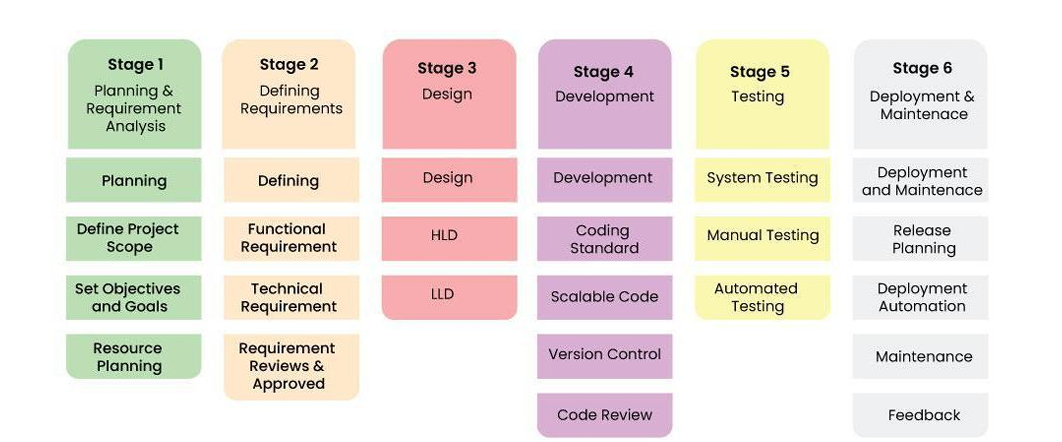 Stage 1
Planning &
Requirement
Analysis
Planning
Define Project
Scope
Set Objectives
and Goals
Resource
Planning
Stage 2
Defining
Requirements
Defining
Functional
Requirement
Technical
Requirement
Requirement
Reviews &
Approved
Stage 3
Design
Design
HLD
LLD
Stage 4
Development
Development
Coding
Standard
Scalable Code
Version Control
Code Review
Stage 5
Testing
System Testing
Manual Testing
Automated
Testing
Stage 6
Deployment &
Maintenace
Deployment
and Maintenace
Release
Planning
Deployment
Automation
Maintenance
Feedback